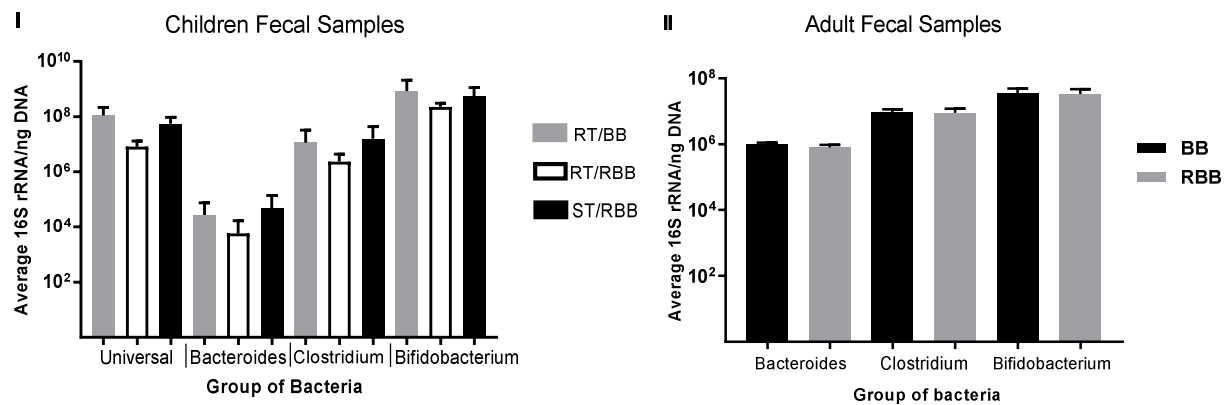 I
Children Fecal Samples
Average 16S rRNA/ng DNA
10^10
10^8
10^6
10^4
10^2
Universal
Bacteroides
Clostridium
Bifidobacterium
Group of Bacteria
RT/BB
RT/RBB
ST/RBB
II
Adult Fecal Samples
Average 16S rRNA/ng DNA
10^8
10^6
10^4
10^2
Bacteroides
Clostridium
Bifidobacterium
Group of bacteria
BB
RBB